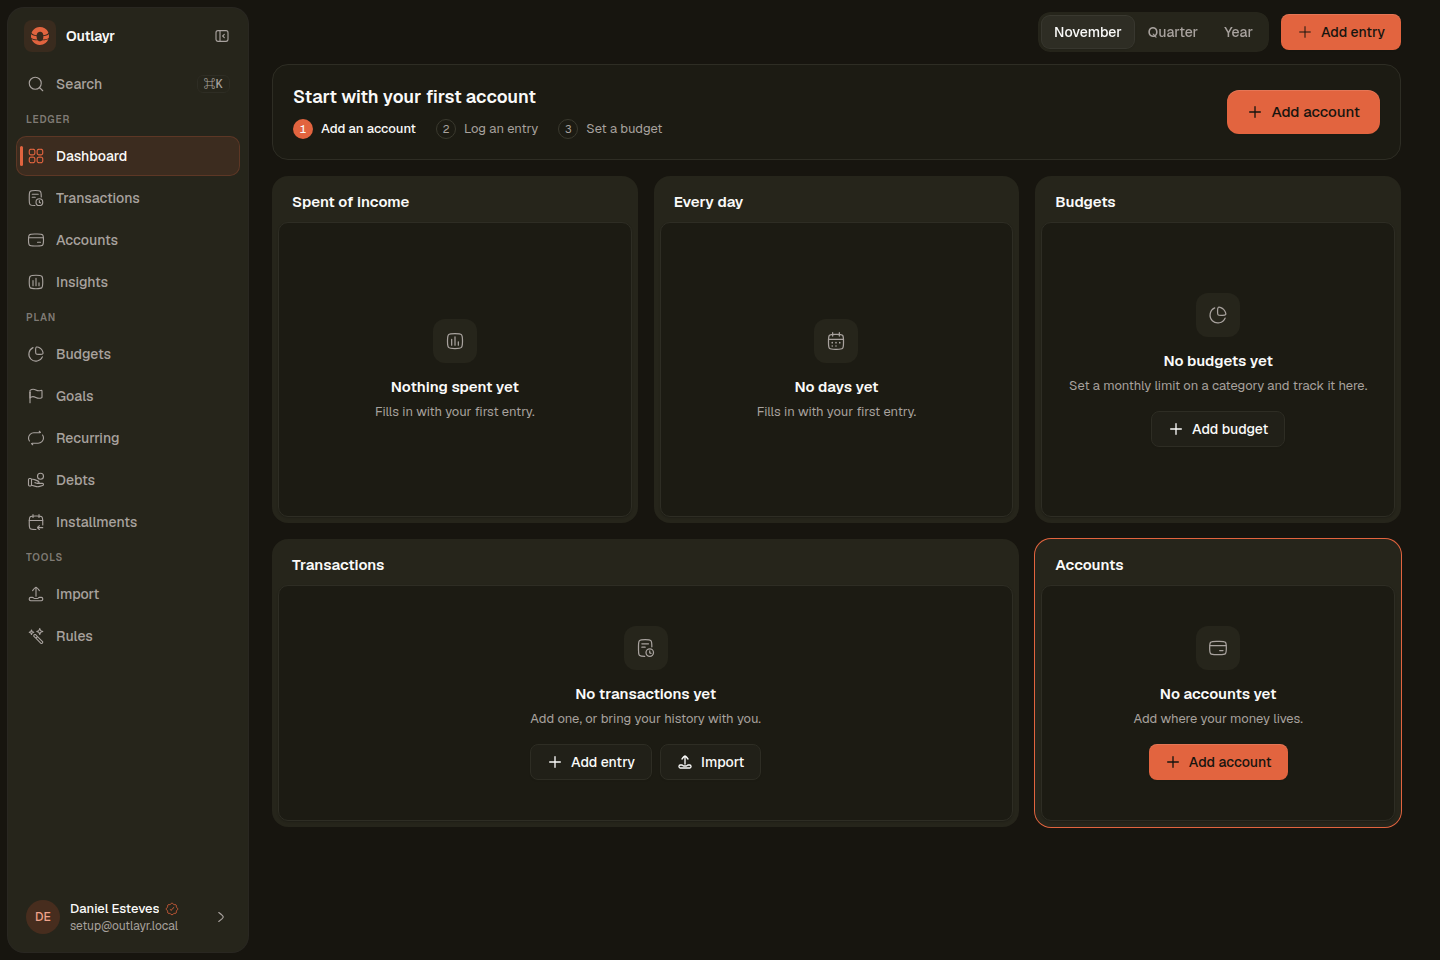 Outlayr
Search ⌘K
LEDGER
Dashboard
Transactions
Accounts
Insights
PLAN
Budgets
Goals
Recurring
Debts
Installments
TOOLS
Import
Rules
DE
Daniel Esteves
setup@outlayr.local
November Quarter Year
Add entry
Start with your first account
1 Add an account 2 Log an entry 3 Set a budget
Add account
Spent of income
Nothing spent yet
Fills in with your first entry.
Every day
No days yet
Fills in with your first entry.
Budgets
No budgets yet
Set a monthly limit on a category and track it here.
Add budget
Transactions
No transactions yet
Add one, or bring your history with you.
Add entry Import
Accounts
No accounts yet
Add where your money lives.
Add account